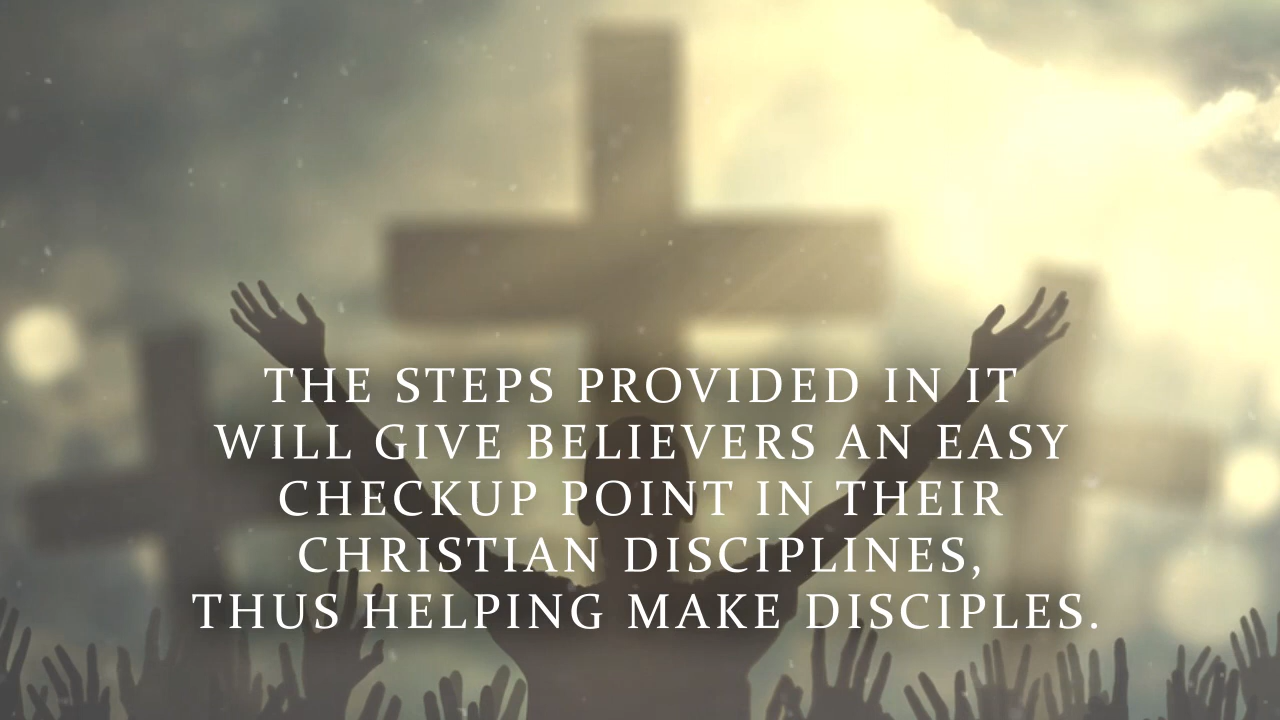 THE STEPS PROVIDED IN IT
WILL GIVE BELIEVERS AN EASY
CHECKUP POINT IN THEIR
CHRISTIAN DISCIPLINES,
THUS HELPING MAKE DISCIPLES.